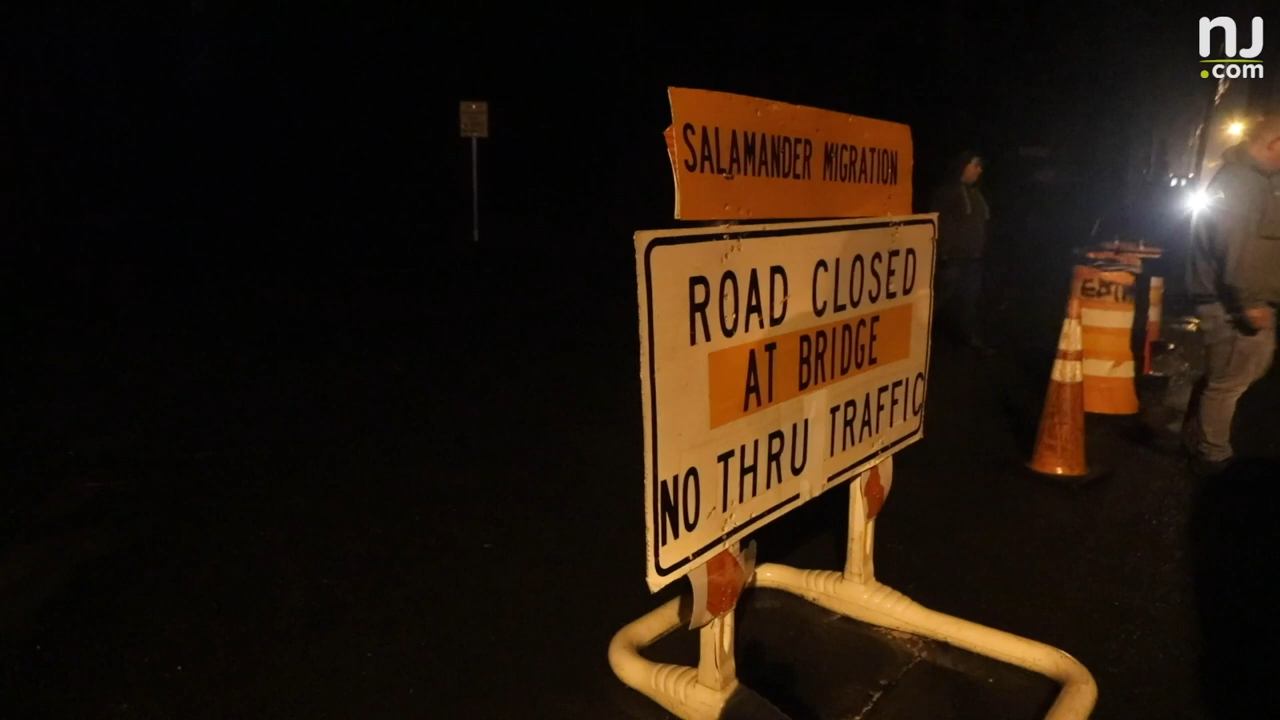 nj
.com
SALAMANDER MIGRATION
ROAD CLOSED
AT BRIDGE
NO THRU TRAFFIC